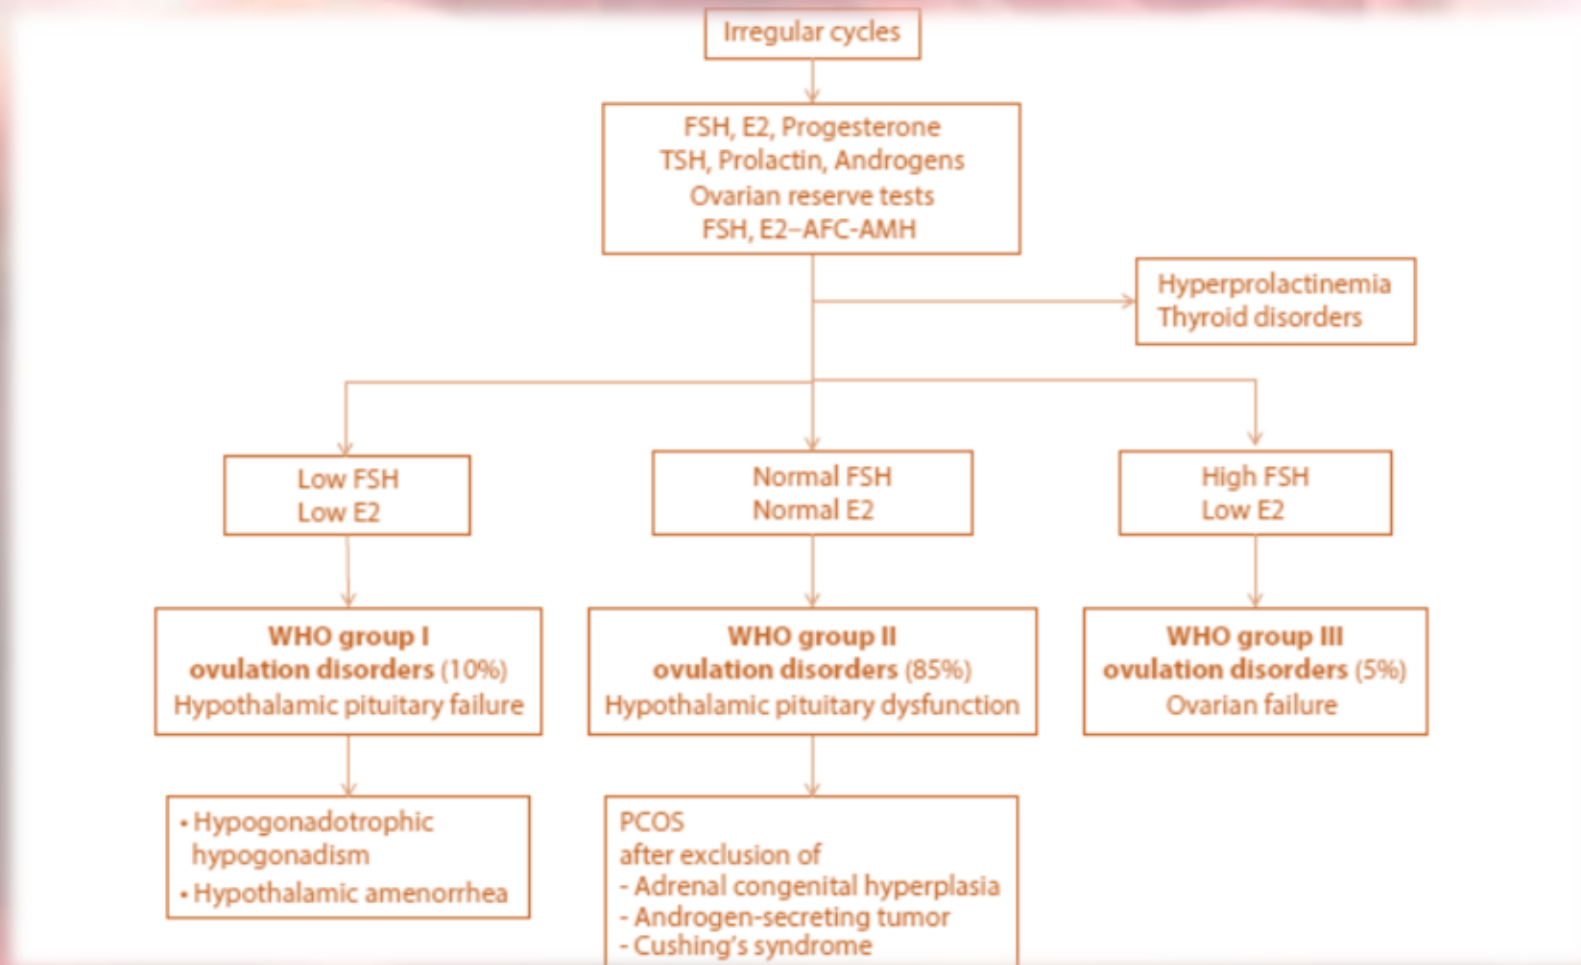 Irregular cycles
FSH, E2, Progesterone
TSH, Prolactin, Androgens
Ovarian reserve tests
FSH, E2–AFC-AMH
Hyperprolactinemia
Thyroid disorders
Low FSH
Low E2
Normal FSH
Normal E2
High FSH
Low E2
WHO group I
ovulation disorders (10%)
Hypothalamic pituitary failure
WHO group II
ovulation disorders (85%)
Hypothalamic pituitary dysfunction
WHO group III
ovulation disorders (5%)
Ovarian failure
• Hypogonadotrophic
hypogonadism
• Hypothalamic amenorrhea
PCOS
after exclusion of
- Adrenal congenital hyperplasia
- Androgen-secreting tumor
- Cushing's syndrome